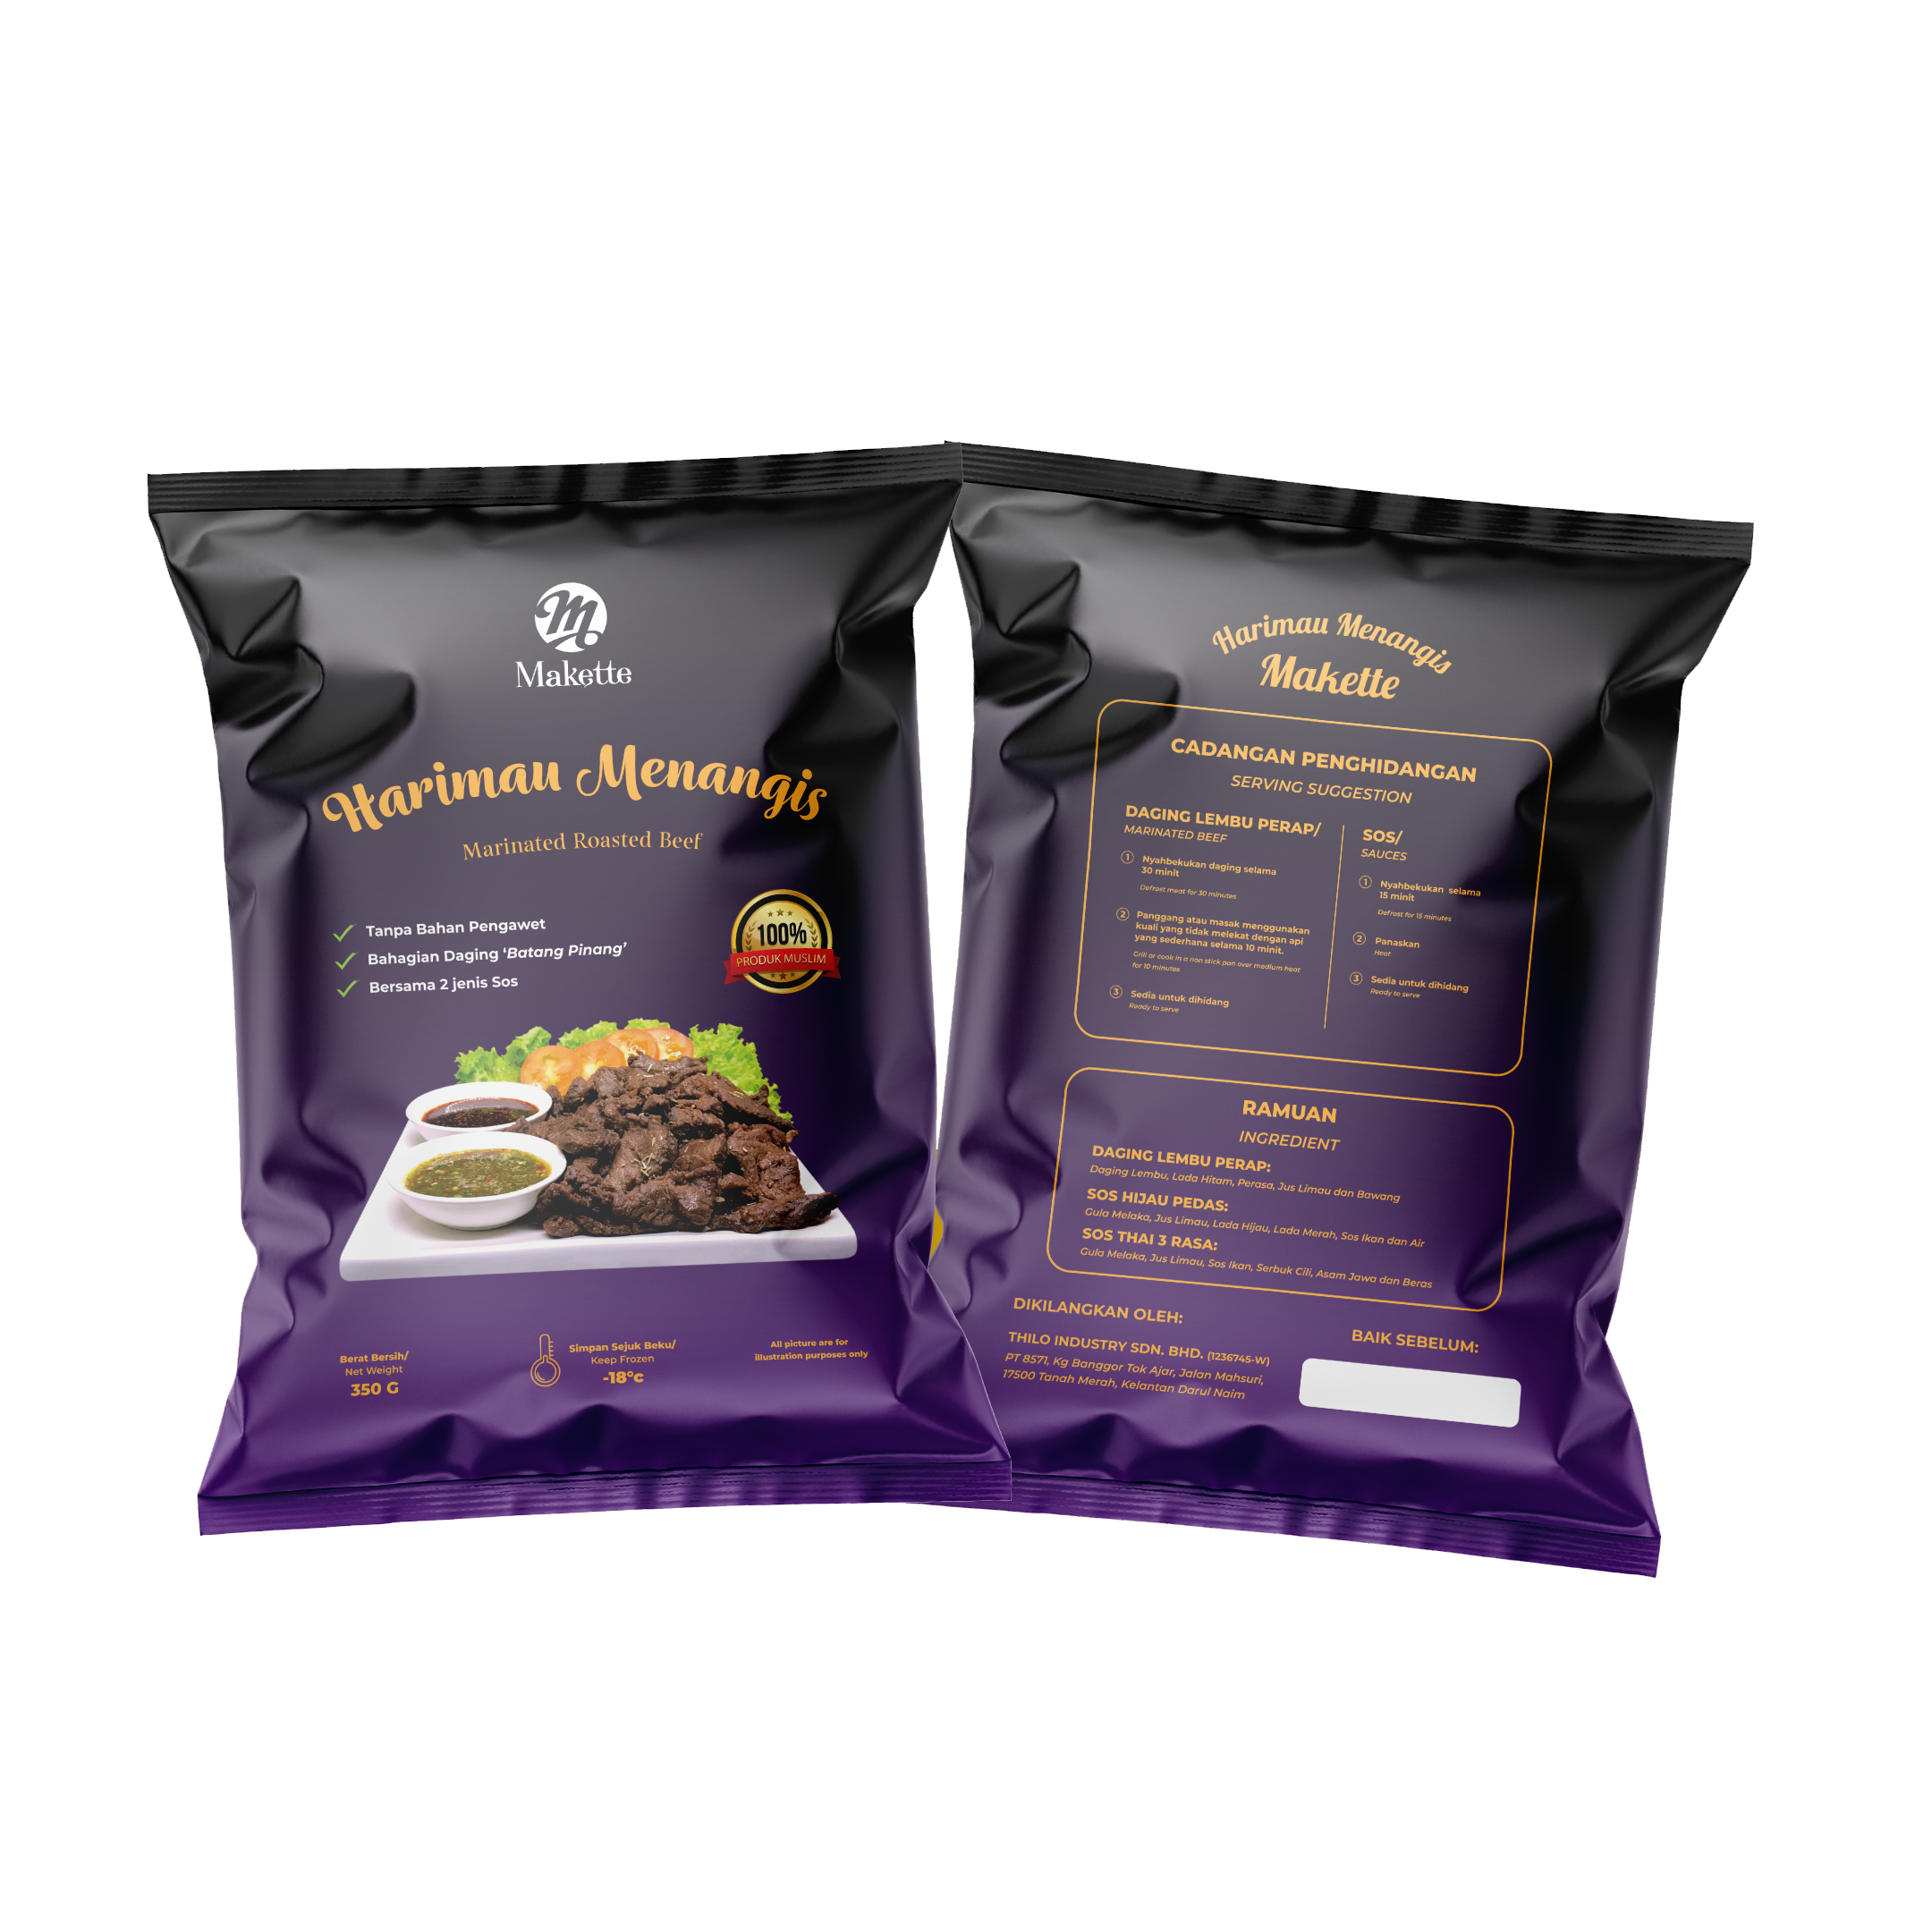 m.
Makette
Harimau Menangis
Marinated Roasted Beef
Tanpa Bahan Pengawet
Bahagian Daging ‘Batang Pinang’
Bersama 2 jenis Sos
100%
PRODUK MUSLIM
Berat Bersih/
Net Weight
350 G
Simpan Sejuk Beku/
Keep Frozen
-18°c
All picture are for
illustration purposes only
Harimau Menangis
Makette
CADANGAN PENGHIDANGAN
SERVING SUGGESTION
DAGING LEMBU PERAP/
MARINATED BEEF
1 Nyahbekukan daging selama
30 minit
Defrost meat for 30 minutes
2 Panggang atau masak menggunakan
kuali yang tidak melekat dengan api
yang sederhana selama 10 minit.
Grill or cook in a non stick pan over medium heat
for 10 minutes
3 Sedia untuk dihidang
Ready to serve
SOS/
SAUCES
1 Nyahbekukan selama
15 minit
Defrost for 15 minutes
2 Panaskan
Heat
3 Sedia untuk dihidang
Ready to serve
RAMUAN
INGREDIENT
DAGING LEMBU PERAP:
Daging Lembu, Lada Hitam, Perasa, Jus Limau dan Bawang
SOS HIJAU PEDAS:
Gula Melaka, Jus Limau, Lada Hijau, Lada Merah, Sos Ikan dan Air
SOS THAI 3 RASA:
Gula Melaka, Jus Limau, Sos Ikan, Serbuk Cili, Asam Jawa dan Beras
DIKILANGKAN OLEH:
THILO INDUSTRY SDN. BHD. (1236745-W)
PT 8571, Kg Banggor Tok Ajar, Jalan Mahsuri,
17500 Tanah Merah, Kelantan Darul Naim
BAIK SEBELUM: